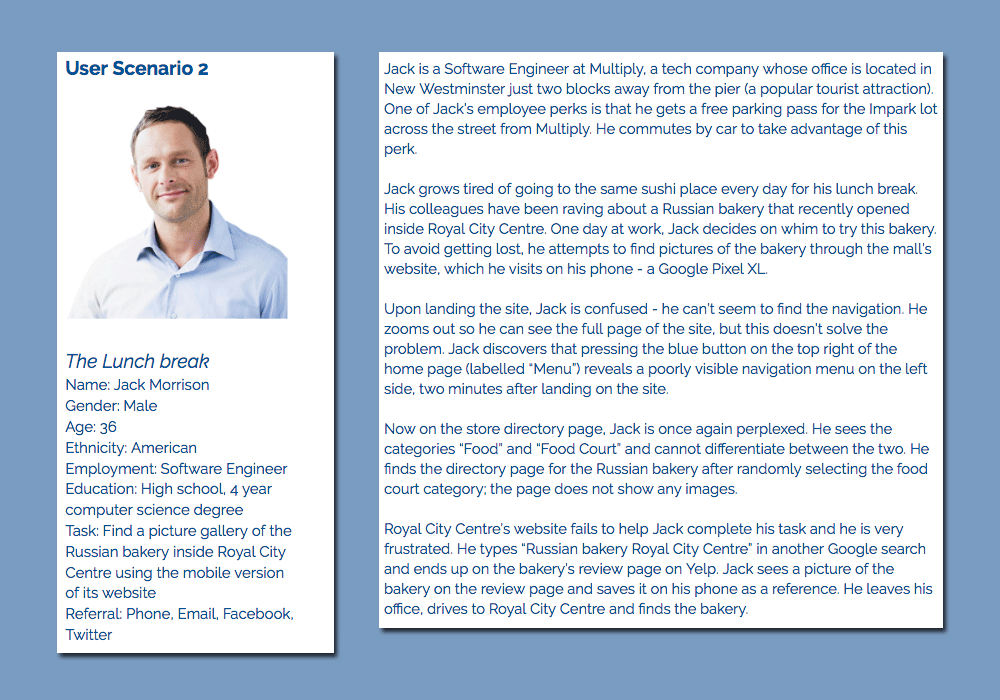 User Scenario 2
The Lunch break
Name: Jack Morrison
Gender: Male
Age: 36
Ethnicity: American
Employment: Software Engineer
Education: High school, 4 year
computer science degree
Task: Find a picture gallery of the
Russian bakery inside Royal City
Centre using the mobile version
of its website
Referral: Phone, Email, Facebook,
Twitter
Jack is a Software Engineer at Multiply, a tech company whose office is located in
New Westminster just two blocks away from the pier (a popular tourist attraction).
One of Jack's employee perks is that he gets a free parking pass for the Impark lot
across the street from Multiply. He commutes by car to take advantage of this
perk.
Jack grows tired of going to the same sushi place every day for his lunch break.
His colleagues have been raving about a Russian bakery that recently opened
inside Royal City Centre. One day at work, Jack decides on whim to try this bakery.
To avoid getting lost, he attempts to find pictures of the bakery through the mall's
website, which he visits on his phone - a Google Pixel XL.
Upon landing the site, Jack is confused - he can't seem to find the navigation. He
zooms out so he can see the full page of the site, but this doesn't solve the
problem. Jack discovers that pressing the blue button on the top right of the
home page (labelled "Menu") reveals a poorly visible navigation menu on the left
side, two minutes after landing on the site.
Now on the store directory page, Jack is once again perplexed. He sees the
categories "Food" and "Food Court" and cannot differentiate between the two. He
finds the directory page for the Russian bakery after randomly selecting the food
court category; the page does not show any images.
Royal City Centre's website fails to help Jack complete his task and he is very
frustrated. He types "Russian bakery Royal City Centre" in another Google search
and ends up on the bakery's review page on Yelp. Jack sees a picture of the
bakery on the review page and saves it on his phone as a reference. He leaves his
office, drives to Royal City Centre and finds the bakery.